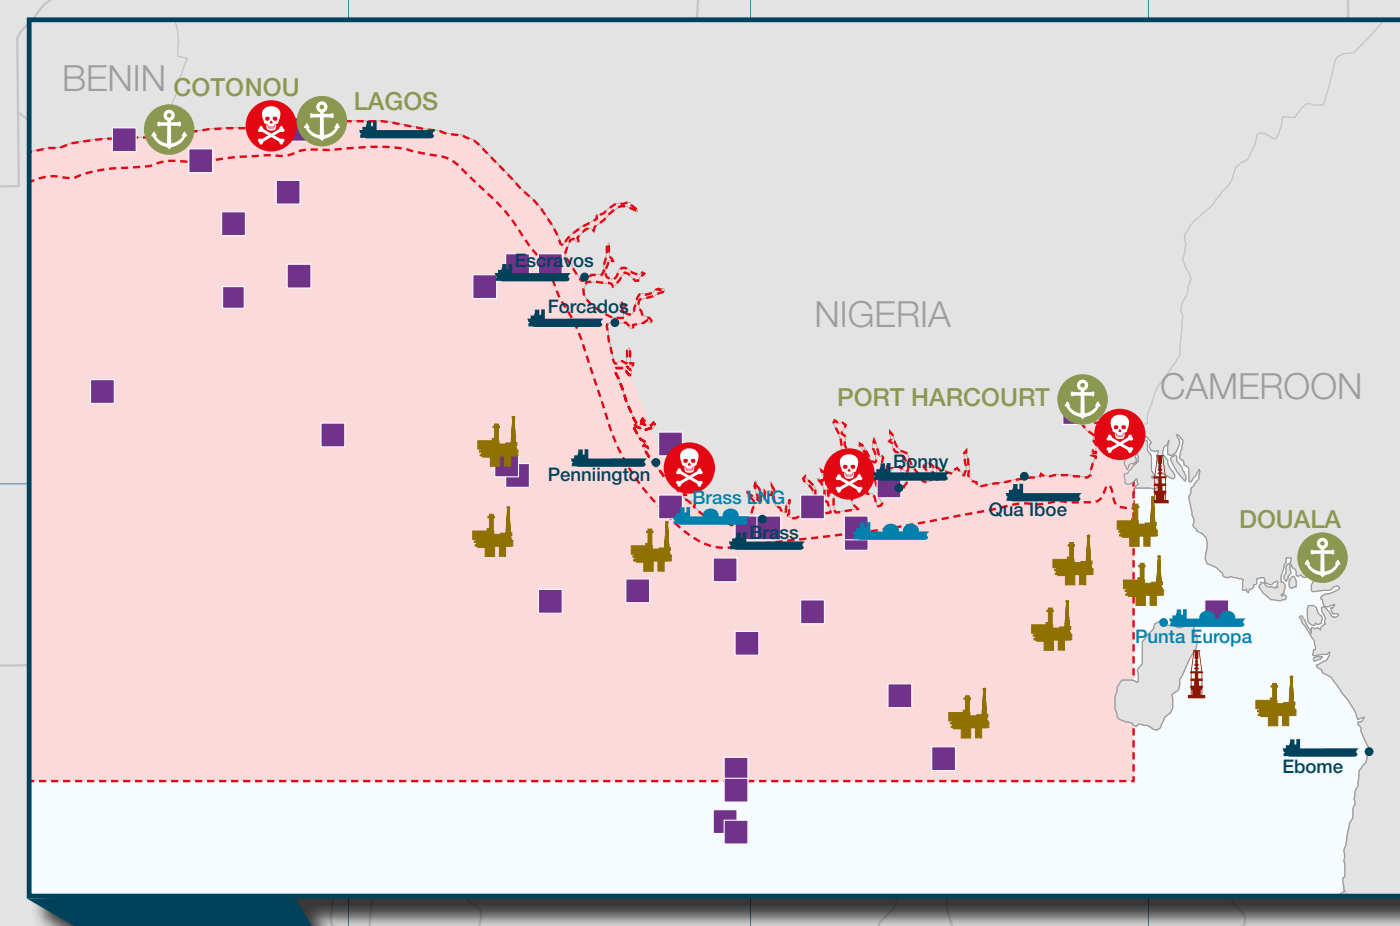 BENIN
COTONOU
LAGOS
Escravos
Forcados
NIGERIA
CAMEROON
PORT HARCOURT
Penniington
Bonny
Brass LNG
Qua Iboe
Brass
DOUALA
Punta Europa
Ebome